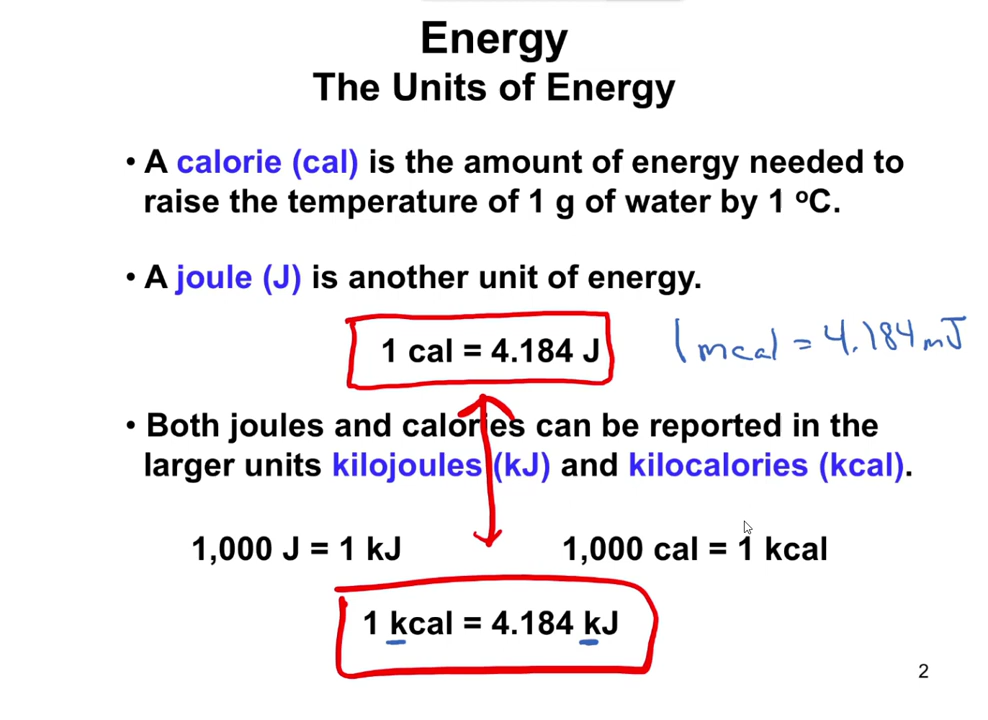 Energy
The Units of Energy
• A calorie (cal) is the amount of energy needed to
raise the temperature of 1 g of water by 1 ºC.
• A joule (J) is another unit of energy.
1 cal = 4.184 J
1 mcal = 4.184 mJ
• Both joules and calories can be reported in the
larger units kilojoules (kJ) and kilocalories (kcal).
1,000 J = 1 kJ
1,000 cal = 1 kcal
1 kcal = 4.184 kJ
2